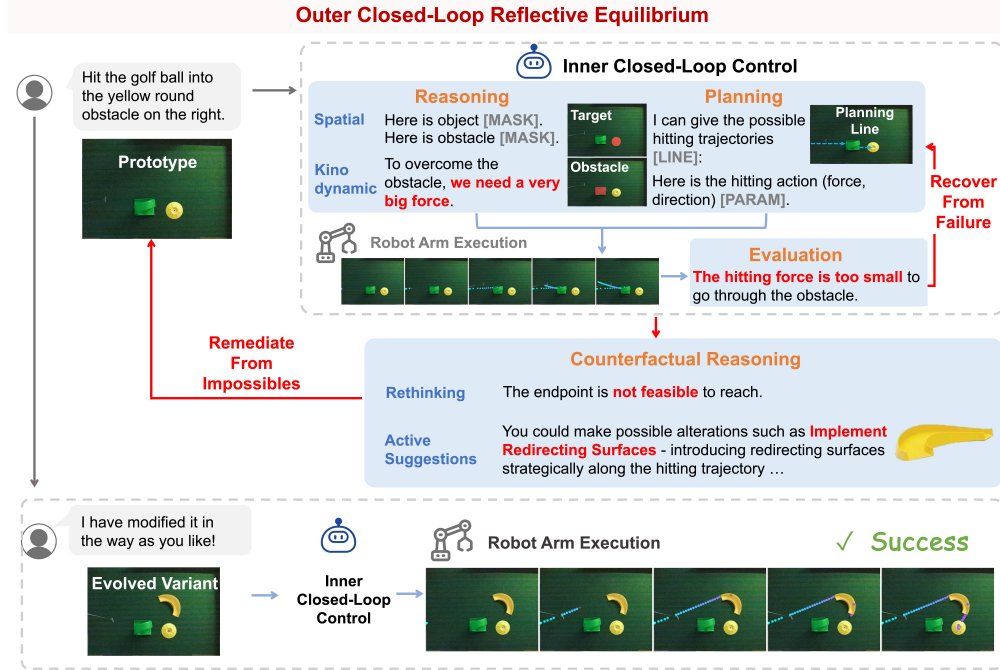 Outer Closed-Loop Reflective Equilibrium
Hit the golf ball into
the yellow round
obstacle on the right.
Prototype
Inner Closed-Loop Control
Reasoning
Spatial
Here is object [MASK].
Here is obstacle [MASK].
Kino
dynamic
To overcome the
obstacle, we need a very
big force.
Target
Obstacle
Planning
I can give the possible
hitting trajectories
[LINE]:
Here is the hitting action (force,
direction) [PARAM].
Planning
Line
Recover
From
Failure
Robot Arm Execution
Evaluation
The hitting force is too small to
go through the obstacle.
Remediate
From
Impossibles
Counterfactual Reasoning
Rethinking
The endpoint is not feasible to reach.
Active
Suggestions
You could make possible alterations such as Implement
Redirecting Surfaces - introducing redirecting surfaces
strategically along the hitting trajectory …
I have modified it in
the way as you like!
Evolved Variant
Inner
Closed-Loop
Control
Robot Arm Execution
✓ Success